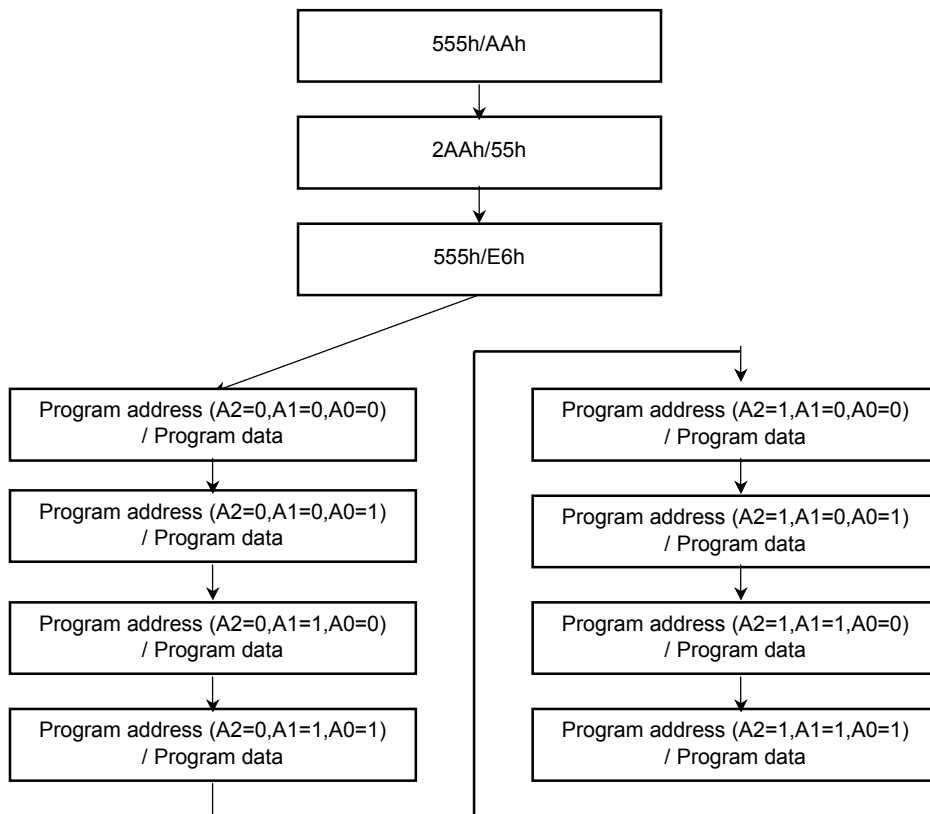 555h/AAh
2AAh/55h
555h/E6h
Program address (A2=0,A1=0,A0=0)
/ Program data
Program address (A2=0,A1=0,A0=1)
/ Program data
Program address (A2=0,A1=1,A0=0)
/ Program data
Program address (A2=0,A1=1,A0=1)
/ Program data
Program address (A2=1,A1=0,A0=0)
/ Program data
Program address (A2=1,A1=0,A0=1)
/ Program data
Program address (A2=1,A1=1,A0=0)
/ Program data
Program address (A2=1,A1=1,A0=1)
/ Program data